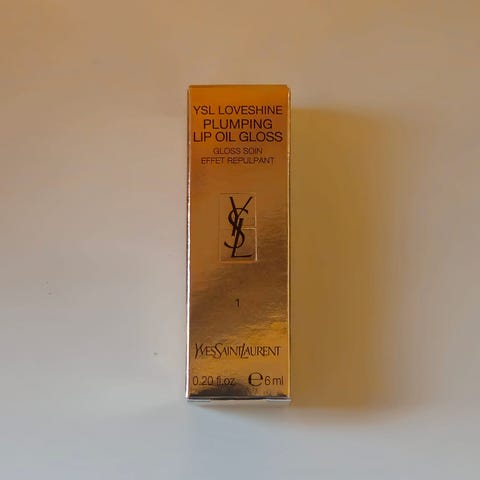 YSL LOVESHINE
PLUMPING
LIP OIL GLOSS
GLOSS SOIN
EFFET REPULPANT
YSL
1
YVESSAINTLAURENT
0.20 fl.oz ℮6 ml